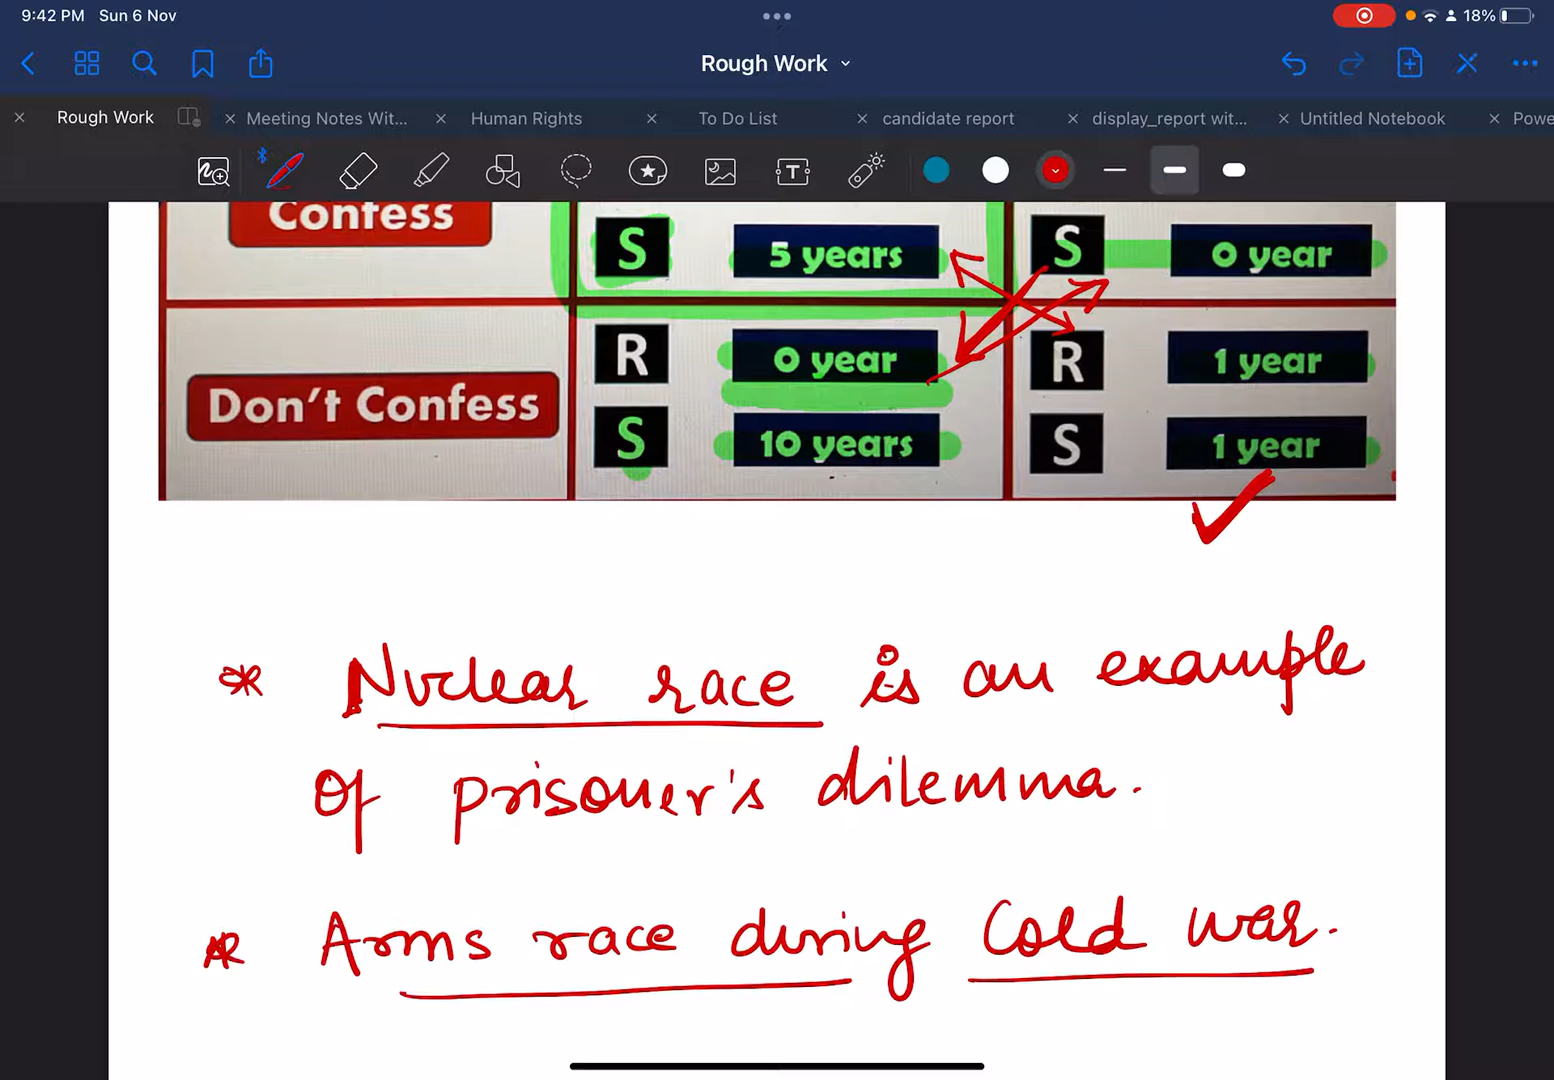 9:42 PM Sun 6 Nov
18%
Rough Work
Rough Work
Meeting Notes Wit...
Human Rights
To Do List
candidate report
display_report wit...
Untitled Notebook
Powe
T
Confess
S 5 years S 0 year
R 0 year R 1 year
Don't Confess
S 10 years S 1 year
* Nuclear race is an example
Of prisoner's dilemma.
* Arms race during Cold war.